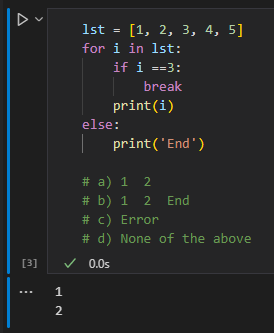 lst = [1, 2, 3, 4, 5]
for i in lst:
    if i ==3:
        break
    print(i)
else:
    print('End')

# a) 1  2
# b) 1  2  End
# c) Error
# d) None of the above
[3] ✓ 0.0s
... 1
2